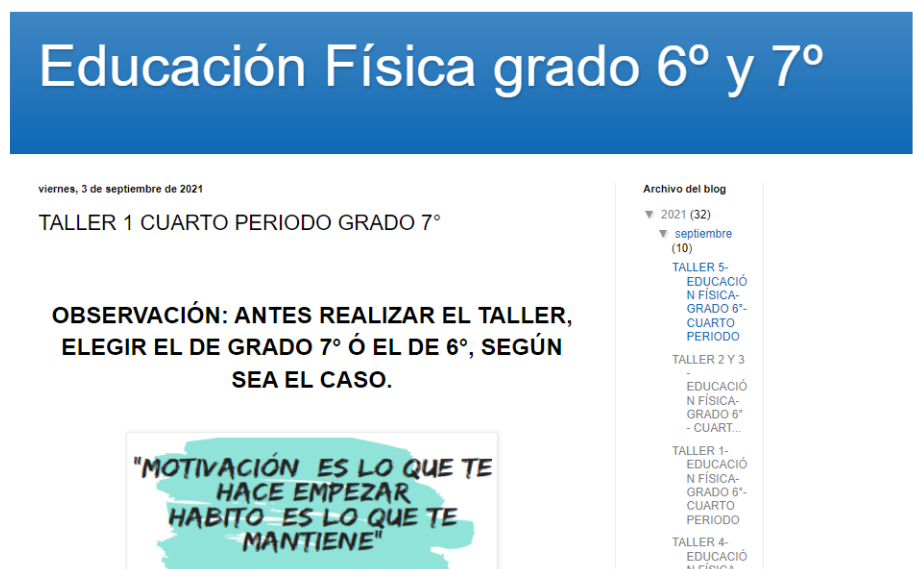 Educación Física grado 6º y 7º
viernes, 3 de septiembre de 2021
TALLER 1 CUARTO PERIODO GRADO 7°
OBSERVACIÓN: ANTES REALIZAR EL TALLER,
ELEGIR EL DE GRADO 7° Ó EL DE 6°, SEGÚN
SEA EL CASO.
"MOTIVACIÓN ES LO QUE TE
HACE EMPEZAR
HABITO ES LO QUE TE
MANTIENE"
Archivo del blog
▼ 2021 (32)
▼ septiembre
(10)
TALLER 5-
EDUCACIÓ
N FÍSICA-
GRADO 6°-
CUARTO
PERIODO
TALLER 2 Y 3
-
EDUCACIÓ
N FÍSICA-
GRADO 6°
- CUART...
TALLER 1-
EDUCACIÓ
N FÍSICA-
GRADO 6°-
CUARTO
PERIODO
TALLER 4-
EDUCACIÓ
N FÍSICA